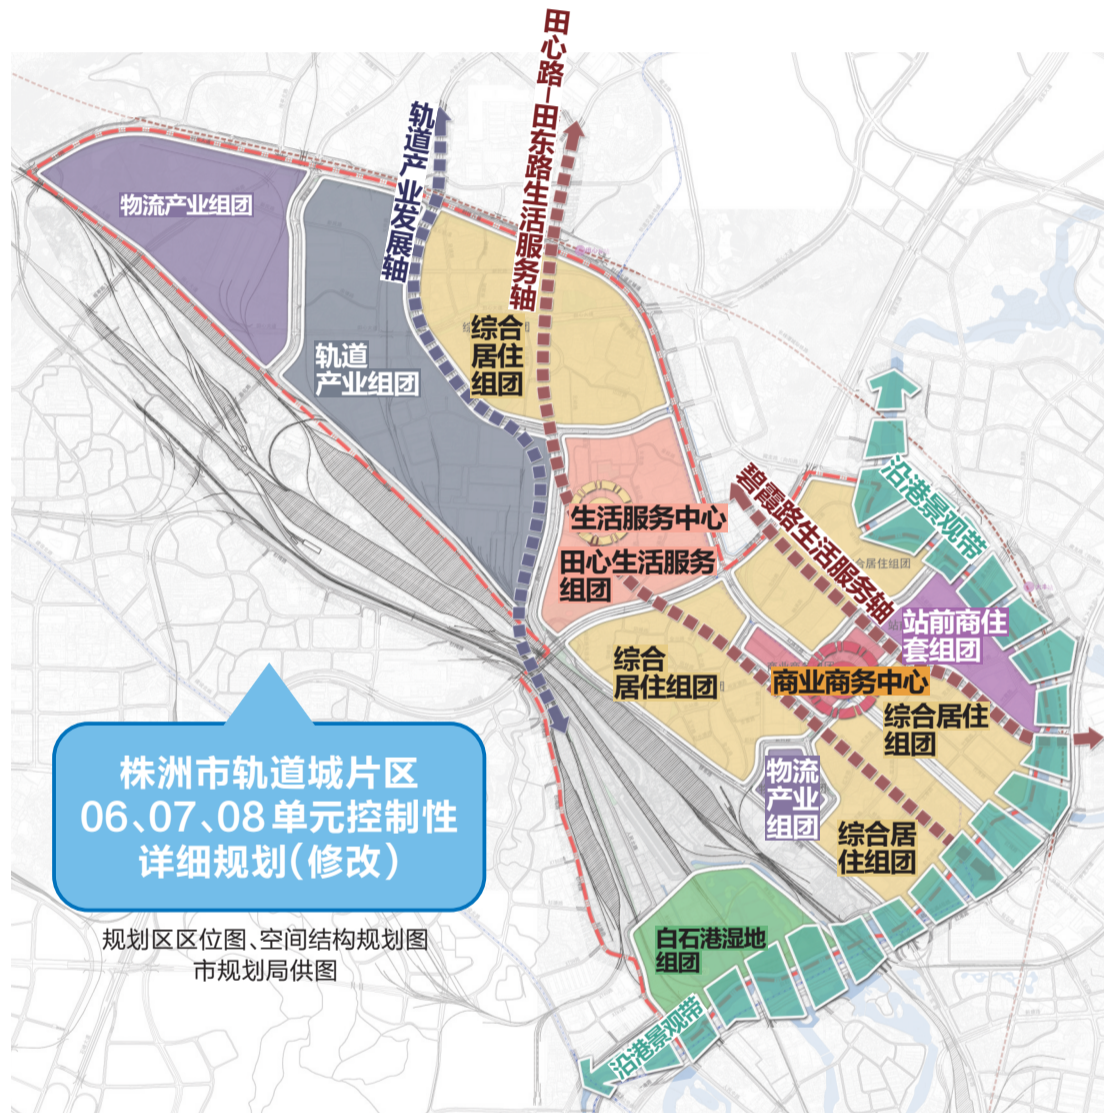 田心路—田东路生活服务轴
轨道产业发展轴
物流产业组团
综合
居住
组团
轨道
产业组团
沿港景观带
碧霞路生活服务轴
生活服务中心
田心生活服务
组团
合居住组团
站前商住
套组团
综合
居住组团
商业商务中心
综合居住
组团
物流
产业
组团
综合居
住组团
株洲市轨道城片区
06、07、08单元控制性
详细规划(修改)
规划区区位图、空间结构规划图
市规划局供图
白石港湿地
组团
沿港景观带